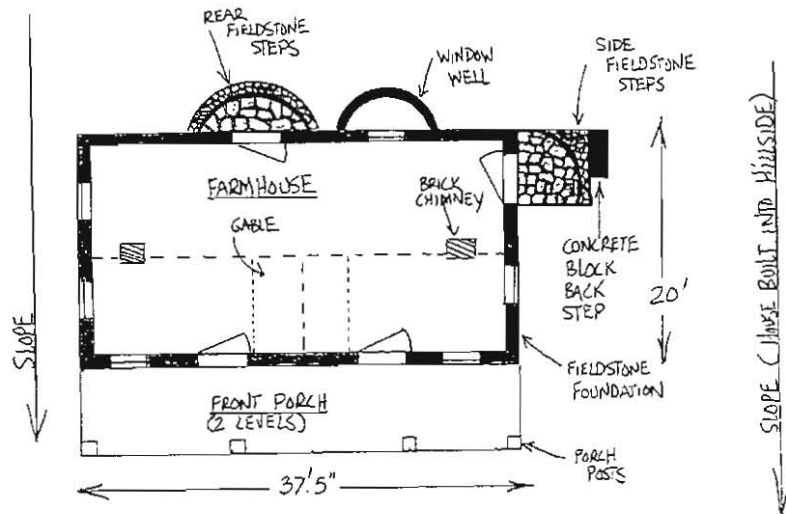 REAR
FIELDSTONE
STEPS
WINDOW
WELL
SIDE
FIELDSTONE
STEPS
FARMHOUSE
BRICK
CHIMNEY
GABLE
CONCRETE
BLOCK
BACK
STEP
20'
SLOPE
SLOPE (HOUSE BUILT INTO HILLSIDE)
FIELDSTONE
FOUNDATION
FRONT PORCH
(2 LEVELS)
PORCH
POSTS
37'5"